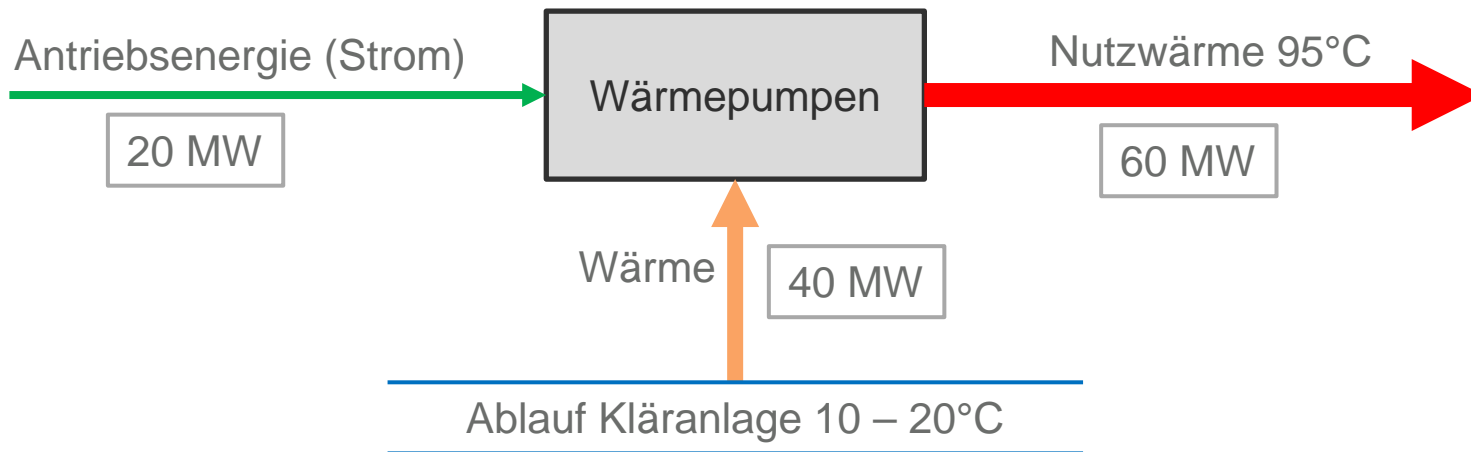 Antriebsenergie (Strom)
20 MW
Wärmepumpen
Nutzwärme 95°C
60 MW
Wärme
40 MW
Ablauf Kläranlage 10 – 20°C